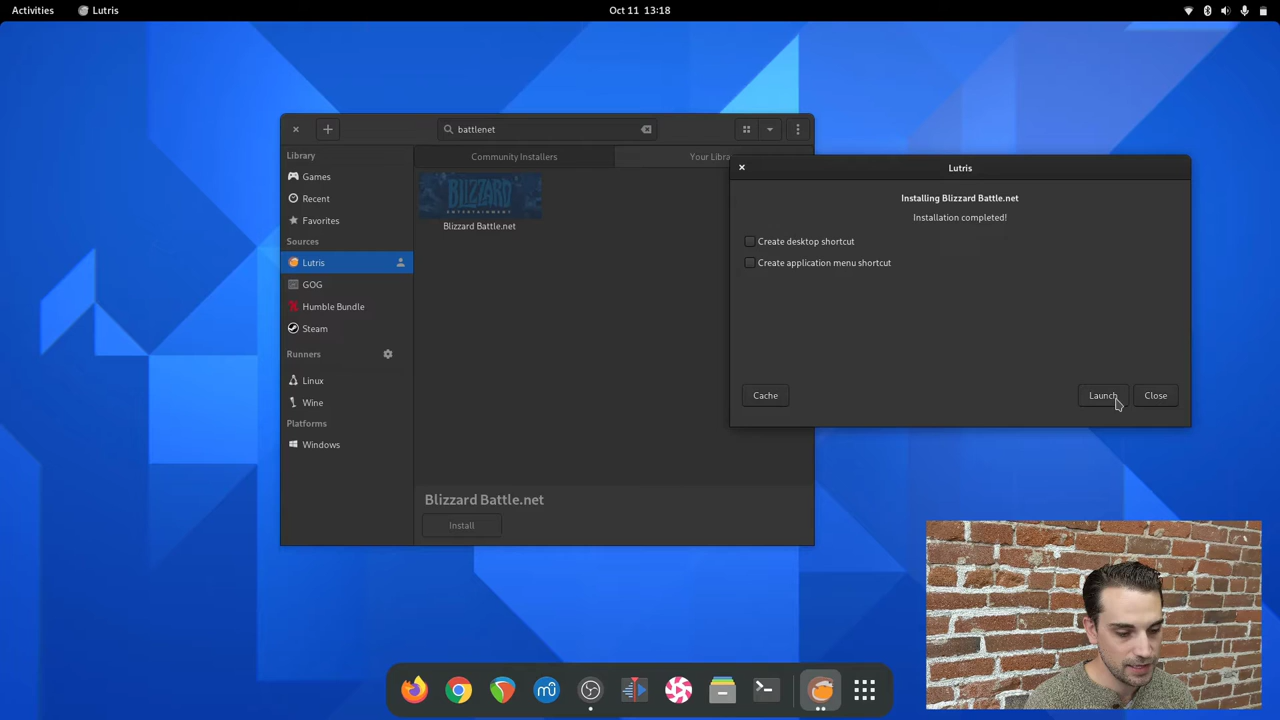 Activities
Lutris
Oct 11 13:18
battlenet
Library
Games
Recent
Favorites
Sources
Lutris
GOG
Humble Bundle
Steam
Runners
Linux
Wine
Platforms
Windows
Community Installers
Your
BLIZZARD
ENTERTAINMENT
Blizzard Battle.net
Blizzard Battle.net
Install
Lutris
Installing Blizzard Battle.net
Installation completed!
Create desktop shortcut
Create application menu shortcut
Cache
Launch
Close